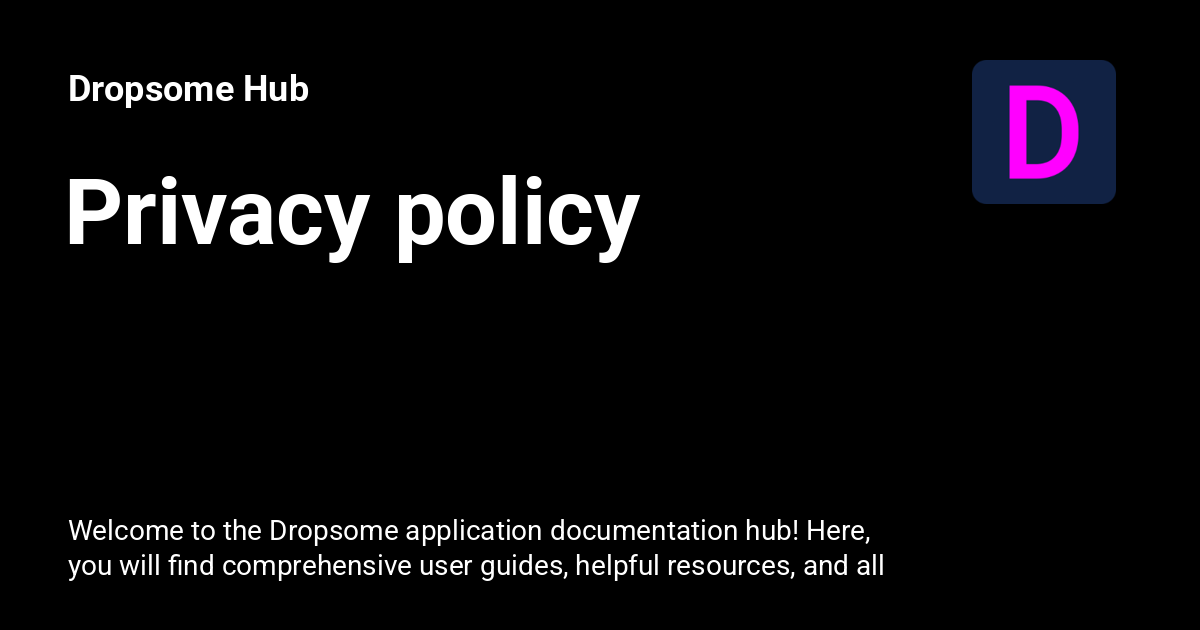 Dropsome Hub
D
Privacy policy
Welcome to the Dropsome application documentation hub! Here,
you will find comprehensive user guides, helpful resources, and all